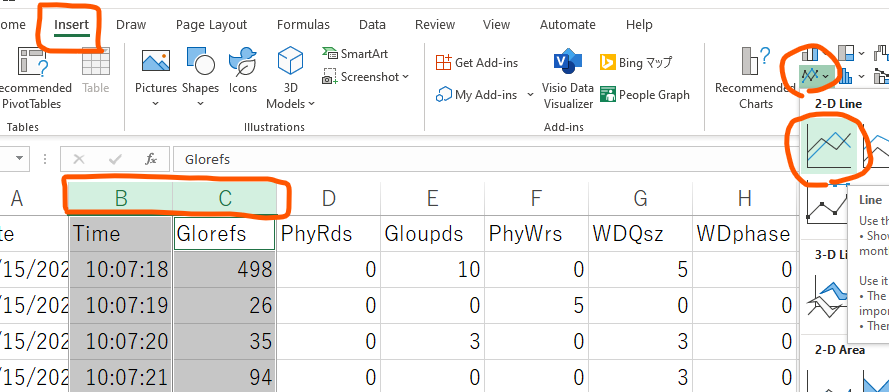 ome Insert Draw Page Layout Formulas Data Review View Automate Help
ecommended
PivotTables
Table
Pictures
Shapes
Icons
3D
Models
SmartArt
Screenshot
Get Add-ins
My Add-ins
Visio Data
Visualizer
Bing マップ
People Graph
Recommended
Charts
Tables Illustrations Add-ins
2-D Line
fx Glorefs
A B C D E F G H
te Time Glorefs PhyRds Gloupds PhyWrs WDQsz WDphase
/15/202 10:07:18 498 0 10 0 5 0
/15/202 10:07:19 26 0 0 5 0 0
/15/202 10:07:20 35 0 3 0 3 0
/15/202 10:07:21 94 0 0 0 3 0
Line
Use th
• Show
mont
3-D Li
Use it
• The
impor
• Ther
2-D Area